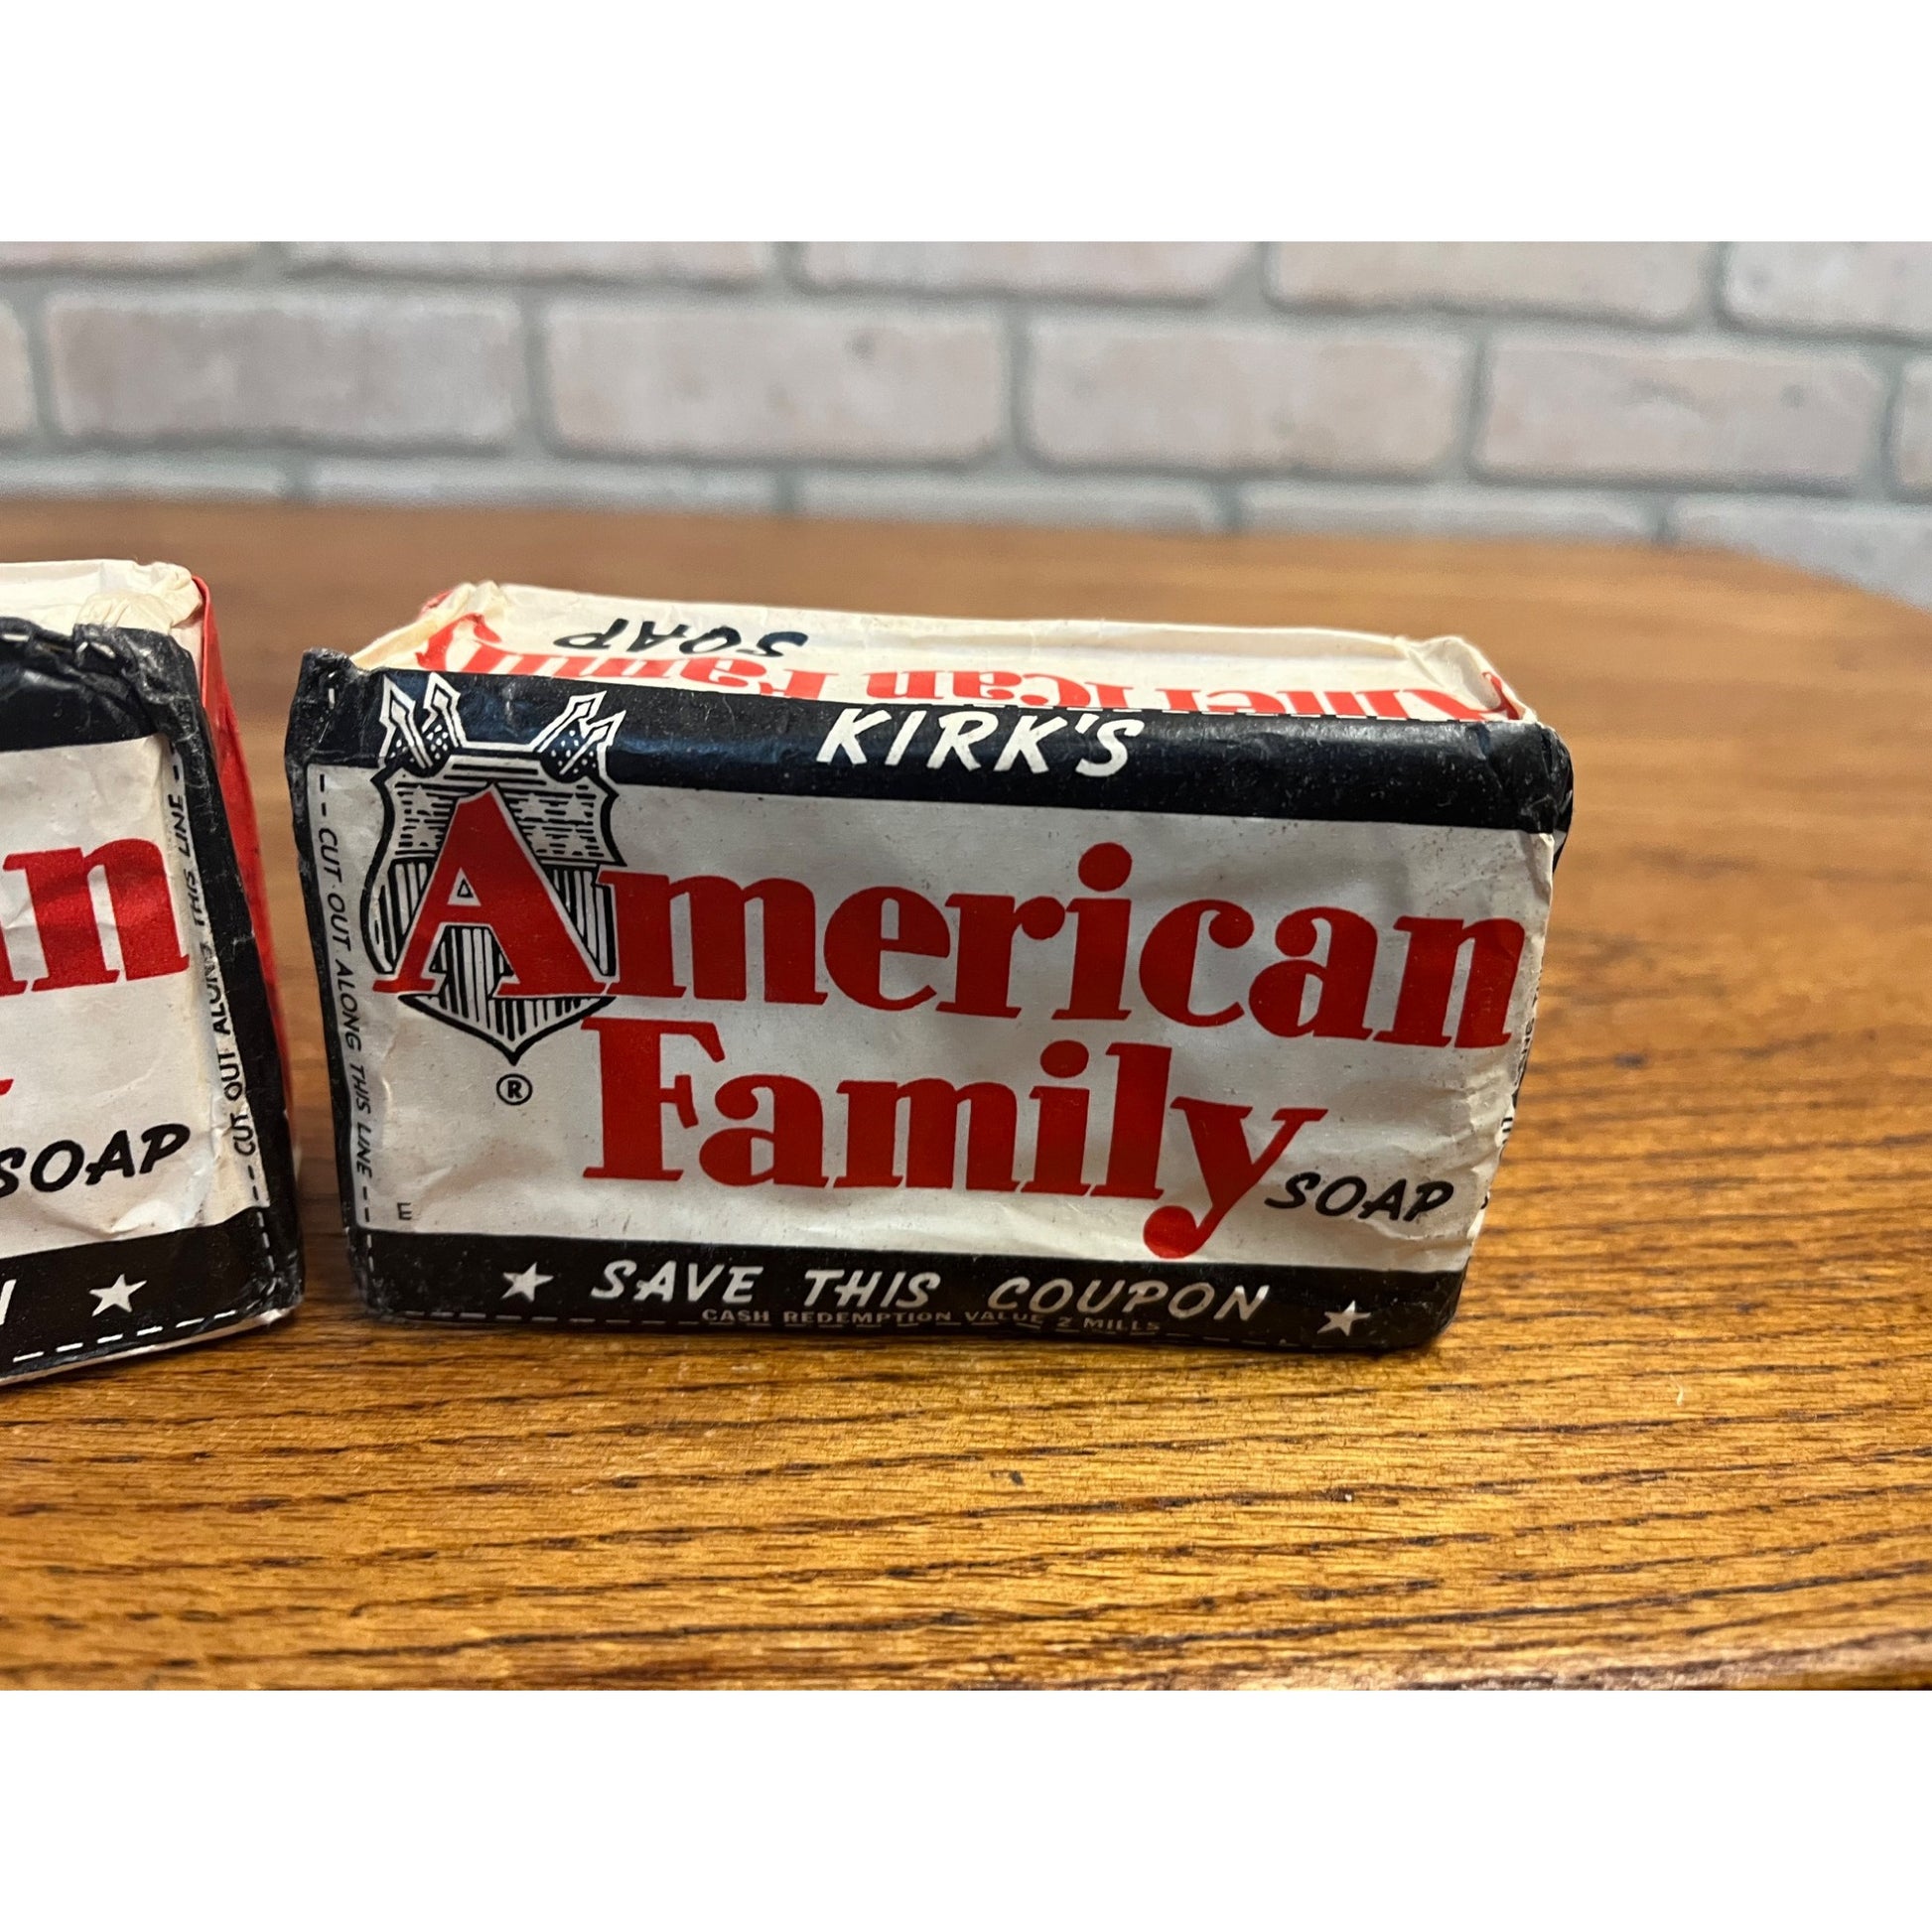 n
SOAP
CUT OUT ALONG THIS LINE
SOAP
American Family
KIRK'S
CUT OUT ALONG THIS LINE
American
Family
®
SOAP
E
★ SAVE THIS COUPON ★
CASH REDEMPTION VALUE 2 MILLS